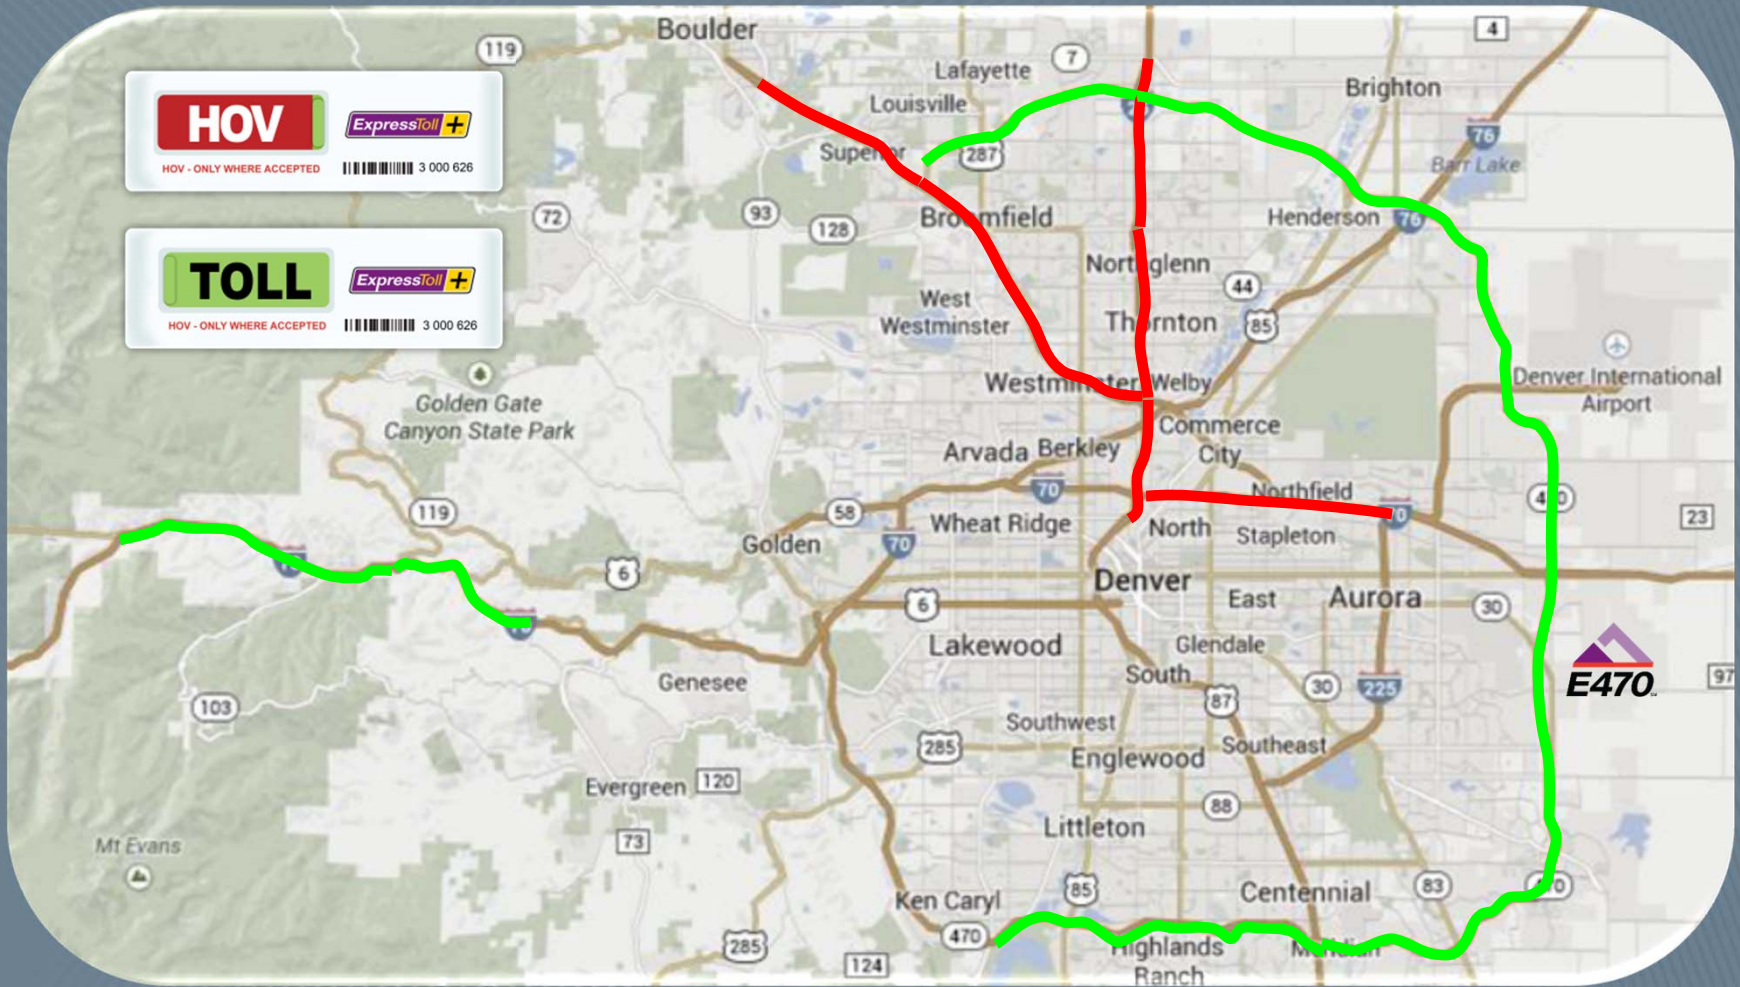 Boulder
119
Lafayette
7
4
Louisville
Brighton
HOV
ExpressToll +
HOV - ONLY WHERE ACCEPTED
3 000 626
76
Superior
287
Barr Lake
72
93
128
Broomfield
Henderson
76
TOLL
ExpressToll +
HOV - ONLY WHERE ACCEPTED
3 000 626
Northglenn
44
West
Westminster
Thornton
85
Golden Gate
Canyon State Park
Westminster
Welby
Denver International
Airport
Commerce
City
Arvada
Berkley
70
Northfield
119
58
Wheat Ridge
North
Stapleton
23
Golden
70
6
Denver
6
East
Aurora
30
Lakewood
Glendale
Genesee
South
30
225
E470
97
103
87
Southwest
285
Englewood
Southeast
Evergreen
120
88
Littleton
73
Mt Evans
Ken Caryl
85
Centennial
83
470
285
124
Highlands
Ranch
Meridian